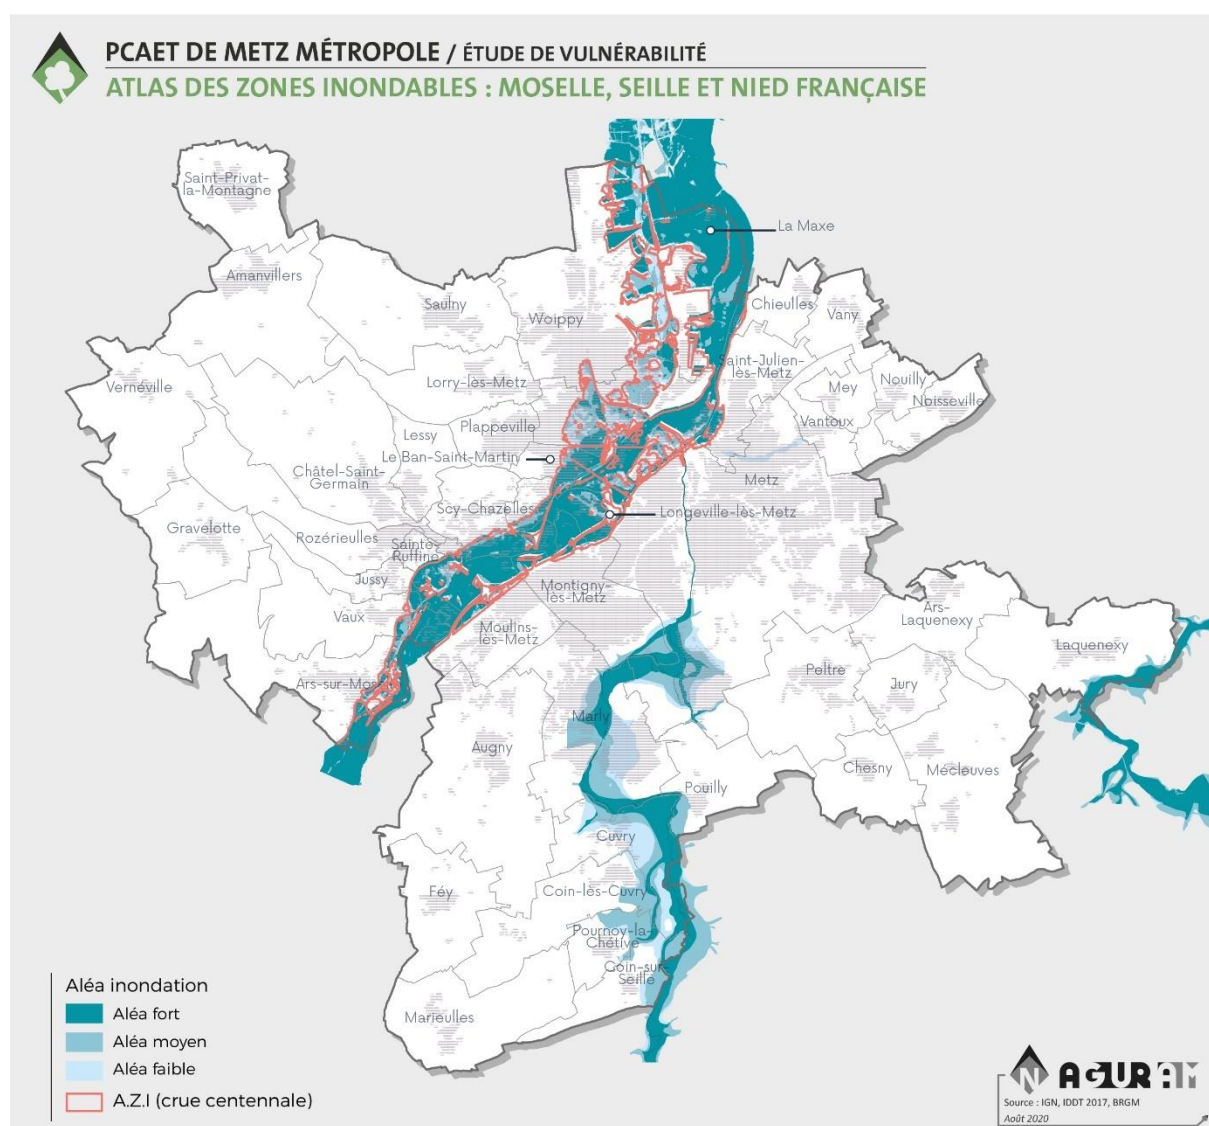 PCAET DE METZ MÉTROPOLE / ÉTUDE DE VULNÉRABILITÉ
ATLAS DES ZONES INONDABLES : MOSELLE, SEILLE ET NIED FRANÇAISE
Saint-Privat-
la-Montagne
La Maxe
Amanvillers
Saulny
Woippy
Chieulles
Vany
Saint-Julien-
lès-Metz
Vernéville
Lorry-lès-Metz
Mey
Nouilly
Noisseville
Plappeville
Vantoux
Lessy
Le Ban-Saint-Martin
Châtel-Saint-
Germain
Metz
Scy-Chazelles
Longeville-lès-Metz
Gravelotte
Rozérieulles
Sainte-
Ruffine
Jussy
Montigny-
lès-Metz
Vaux
Moulins-
lès-Metz
Ars-
Laquenexy
Laquenexy
Ars-sur-Mos
Peltre
Jury
Marly
Augny
Chesny
Mécleuves
Pouilly
Cuvry
Féy
Coin-lès-Cuvry
Pournoy-la-
Chétive
Coin-sur-
Seille
Marieulles
Aléa inondation
Aléa fort
Aléa moyen
Aléa faible
A.Z.I (crue centennale)
N AGURAM
Source : IGN, IDDT 2017, BRGM
Août 2020